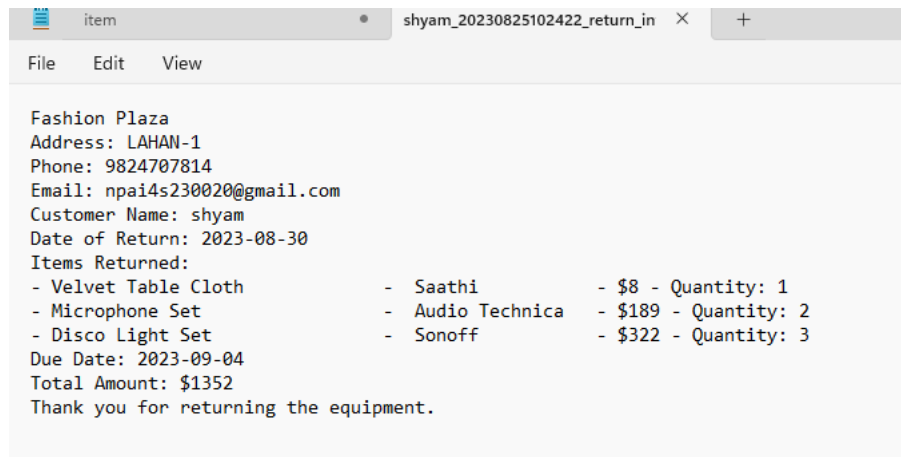 item
shyam_20230825102422_return_in
File Edit View
Fashion Plaza
Address: LAHAN-1
Phone: 9824707814
Email: npai4s230020@gmail.com
Customer Name: shyam
Date of Return: 2023-08-30
Items Returned:
- Velvet Table Cloth - Saathi - $8 - Quantity: 1
- Microphone Set - Audio Technica - $189 - Quantity: 2
- Disco Light Set - Sonoff - $322 - Quantity: 3
Due Date: 2023-09-04
Total Amount: $1352
Thank you for returning the equipment.